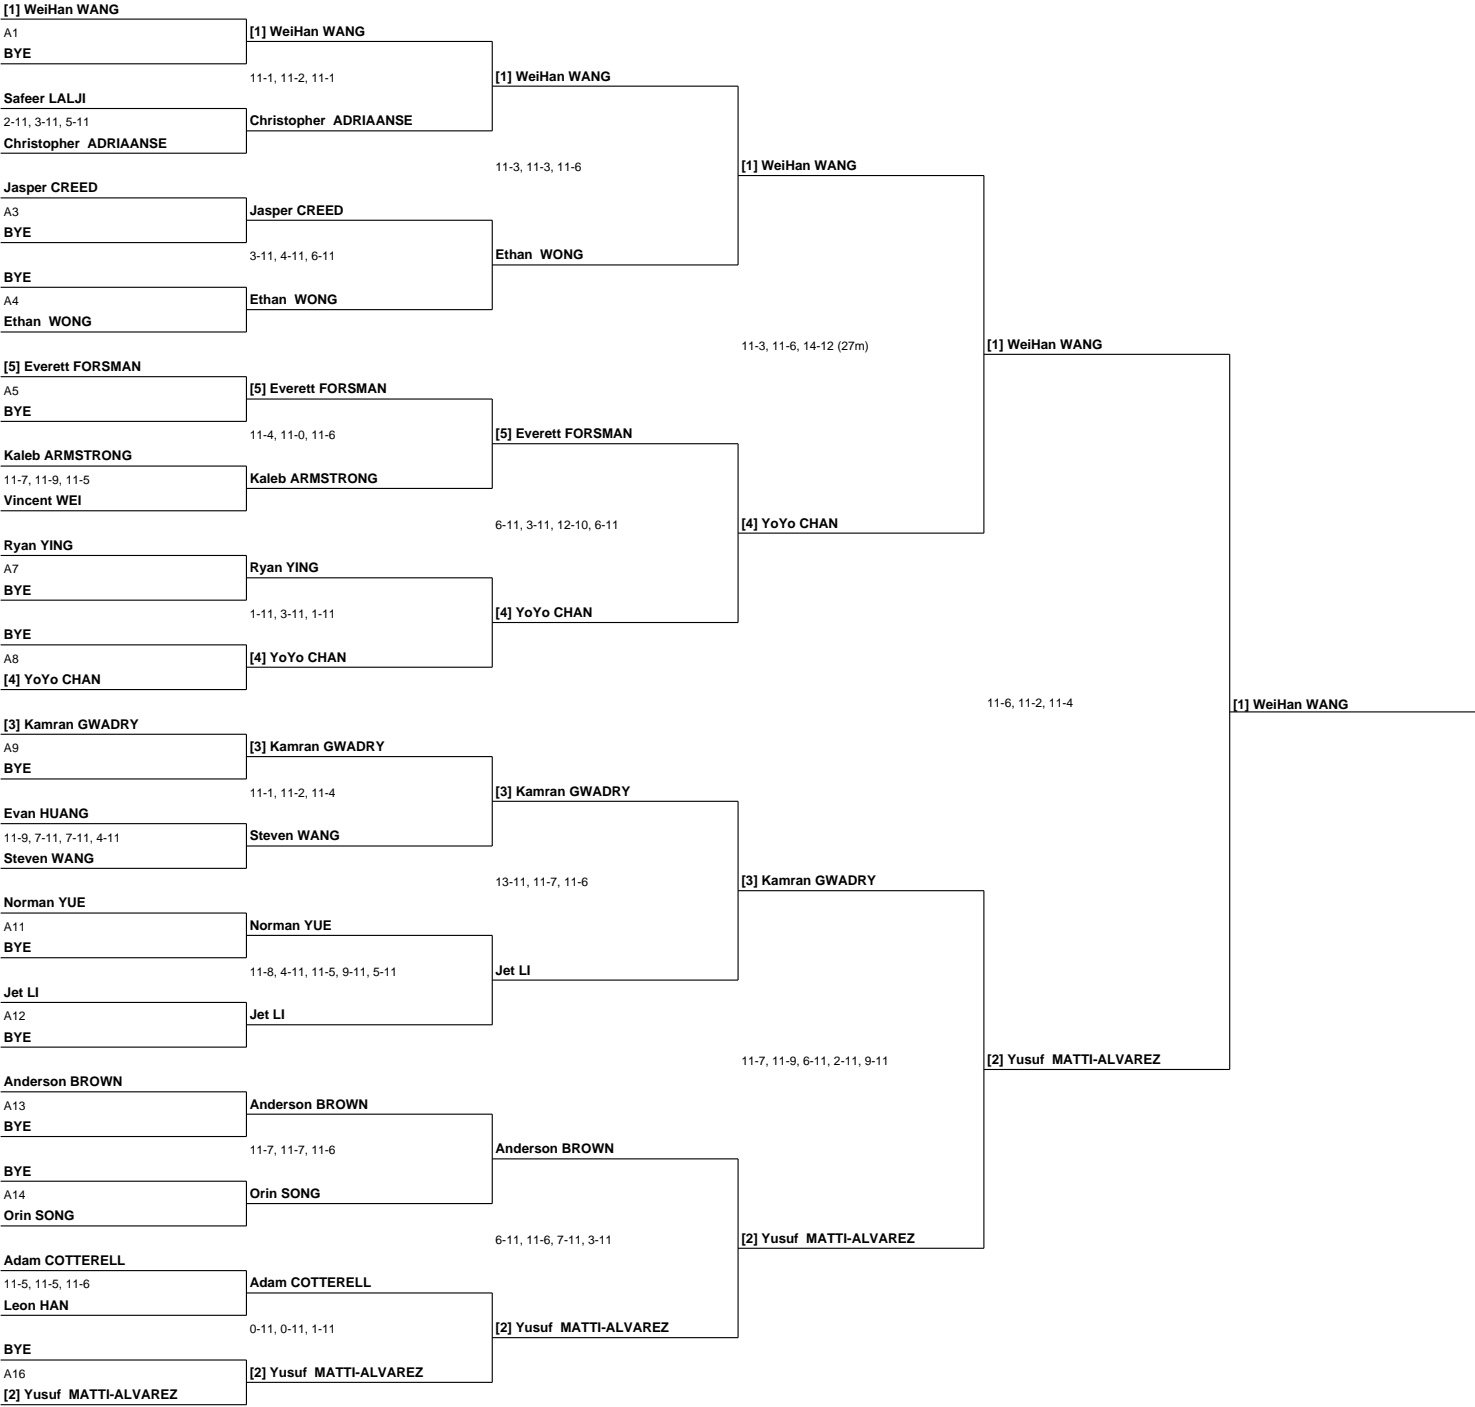 [1] WeiHan WANG
A1
BYE
Safeer LALJI
2-11, 3-11, 5-11
Christopher ADRIAANSE
Jasper CREED
A3
BYE
BYE
A4
Ethan WONG
[5] Everett FORSMAN
A5
BYE
Kaleb ARMSTRONG
11-7, 11-9, 11-5
Vincent WEI
Ryan YING
A7
BYE
BYE
A8
[4] YoYo CHAN
[3] Kamran GWADRY
A9
BYE
Evan HUANG
11-9, 7-11, 7-11, 4-11
Steven WANG
Norman YUE
A11
BYE
Jet LI
A12
BYE
Anderson BROWN
A13
BYE
BYE
A14
Orin SONG
Adam COTTERELL
11-5, 11-5, 11-6
Leon HAN
BYE
A16
[2] Yusuf MATTI-ALVAREZ
[1] WeiHan WANG
11-1, 11-2, 11-1
Christopher ADRIAANSE
Jasper CREED
3-11, 4-11, 6-11
Ethan WONG
[5] Everett FORSMAN
11-4, 11-0, 11-6
Kaleb ARMSTRONG
Ryan YING
1-11, 3-11, 1-11
[4] YoYo CHAN
[3] Kamran GWADRY
11-1, 11-2, 11-4
Steven WANG
Norman YUE
11-8, 4-11, 11-5, 9-11, 5-11
Jet LI
Anderson BROWN
11-7, 11-7, 11-6
Orin SONG
Adam COTTERELL
0-11, 0-11, 1-11
[2] Yusuf MATTI-ALVAREZ
[1] WeiHan WANG
11-3, 11-3, 11-6
Ethan WONG
[5] Everett FORSMAN
6-11, 3-11, 12-10, 6-11
[4] YoYo CHAN
[3] Kamran GWADRY
13-11, 11-7, 11-6
Jet LI
Anderson BROWN
6-11, 11-6, 7-11, 3-11
[2] Yusuf MATTI-ALVAREZ
[1] WeiHan WANG
11-3, 11-6, 14-12 (27m)
[4] YoYo CHAN
[3] Kamran GWADRY
11-7, 11-9, 6-11, 2-11, 9-11
[2] Yusuf MATTI-ALVAREZ
[1] WeiHan WANG
11-6, 11-2, 11-4
[2] Yusuf MATTI-ALVAREZ
[1] WeiHan WANG